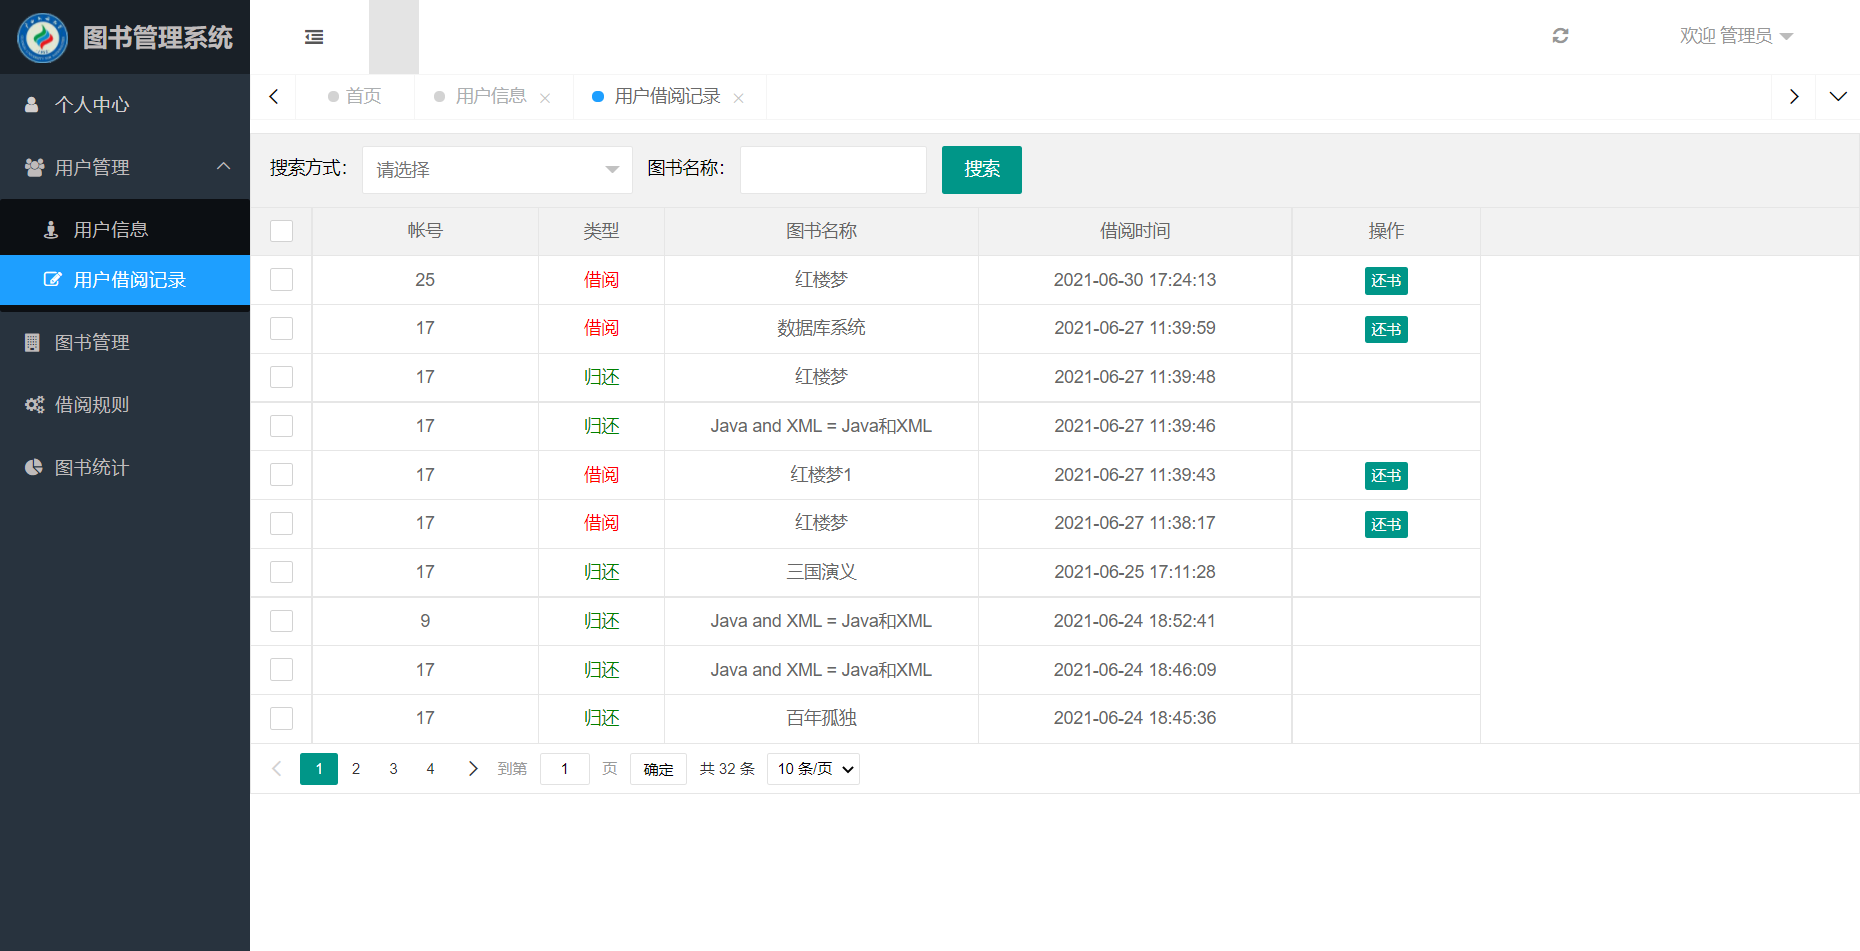 图书管理系统
欢迎 管理员
个人中心
首页 用户信息 用户借阅记录
用户管理
搜索方式: 请选择 图书名称: 搜索
用户信息
用户借阅记录
图书管理
借阅规则
图书统计
帐号 类型 图书名称 借阅时间 操作
25 借阅 红楼梦 2021-06-30 17:24:13 还书
17 借阅 数据库系统 2021-06-27 11:39:59 还书
17 归还 红楼梦 2021-06-27 11:39:48
17 归还 Java and XML = Java和XML 2021-06-27 11:39:46
17 借阅 红楼梦1 2021-06-27 11:39:43 还书
17 借阅 红楼梦 2021-06-27 11:38:17 还书
17 归还 三国演义 2021-06-25 17:11:28
9 归还 Java and XML = Java和XML 2021-06-24 18:52:41
17 归还 Java and XML = Java和XML 2021-06-24 18:46:09
17 归还 百年孤独 2021-06-24 18:45:36
1 2 3 4 到第 1 页 确定 共 32 条 10 条/页